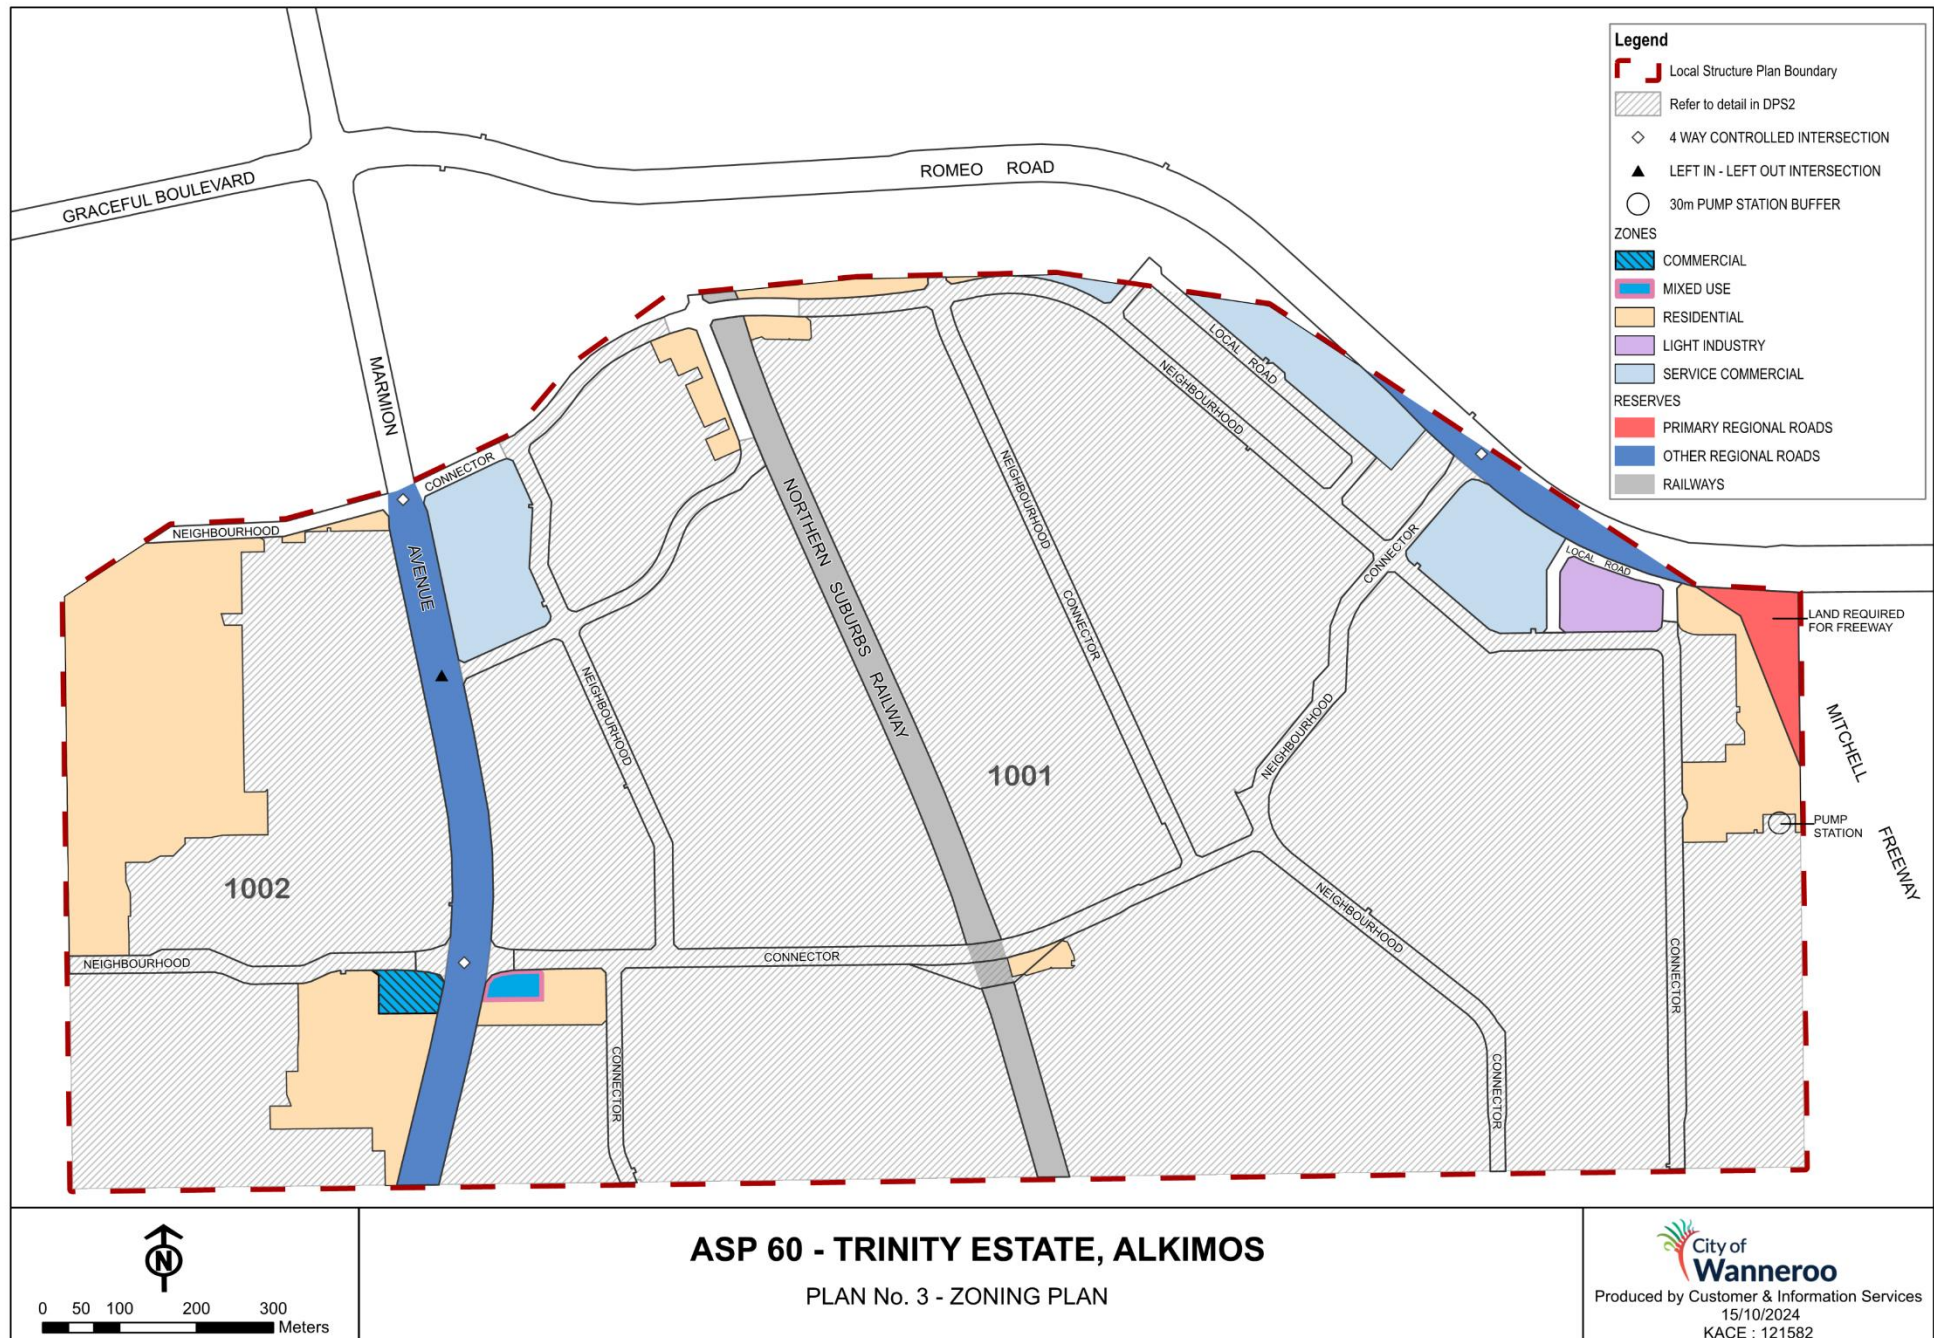 GRACEFUL BOULEVARD
ROMEO ROAD
MARMION
AVENUE
Legend
Local Structure Plan Boundary
Refer to detail in DPS2
4 WAY CONTROLLED INTERSECTION
LEFT IN - LEFT OUT INTERSECTION
30m PUMP STATION BUFFER
ZONES
COMMERCIAL
MIXED USE
RESIDENTIAL
LIGHT INDUSTRY
SERVICE COMMERCIAL
RESERVES
PRIMARY REGIONAL ROADS
OTHER REGIONAL ROADS
RAILWAYS
LOCAL ROAD
NEIGHBOURHOOD
CONNECTOR
NEIGHBOURHOOD
CONNECTOR
NEIGHBOURHOOD
CONNECTOR
NEIGHBOURHOOD
LOCAL ROAD
NORTHERN SUBURBS RAILWAY
LAND REQUIRED
FOR FREEWAY
NEIGHBOURHOOD
MITCHELL
FREEWAY
1001
1002
PUMP
STATION
NEIGHBOURHOOD
CONNECTOR
NEIGHBOURHOOD
CONNECTOR
CONNECTOR
CONNECTOR
ASP 60 - TRINITY ESTATE, ALKIMOS
PLAN No. 3 - ZONING PLAN
N
0 50 100 200 300
Meters
City of
Wanneroo
Produced by Customer & Information Services
15/10/2024
KACE : 121582